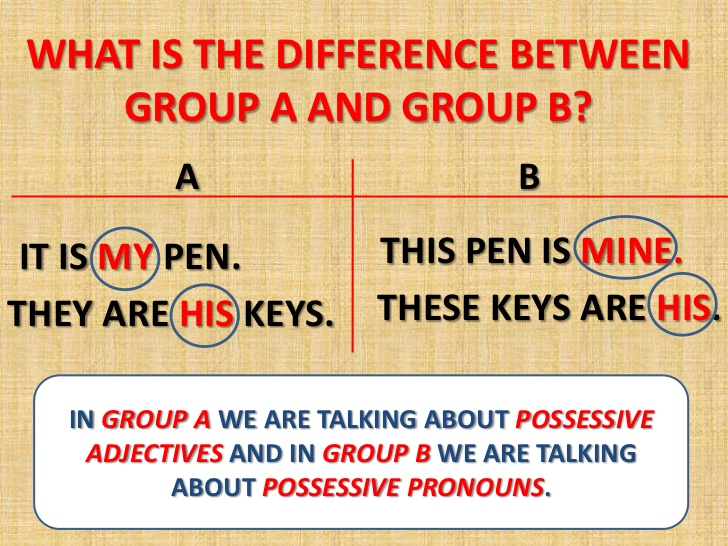 WHAT IS THE DIFFERENCE BETWEEN
GROUP A AND GROUP B?
A
B
IT IS MY PEN.
THEY ARE HIS KEYS.
THIS PEN IS MINE.
THESE KEYS ARE HIS.
IN GROUP A WE ARE TALKING ABOUT POSSESSIVE
ADJECTIVES AND IN GROUP B WE ARE TALKING
ABOUT POSSESSIVE PRONOUNS.